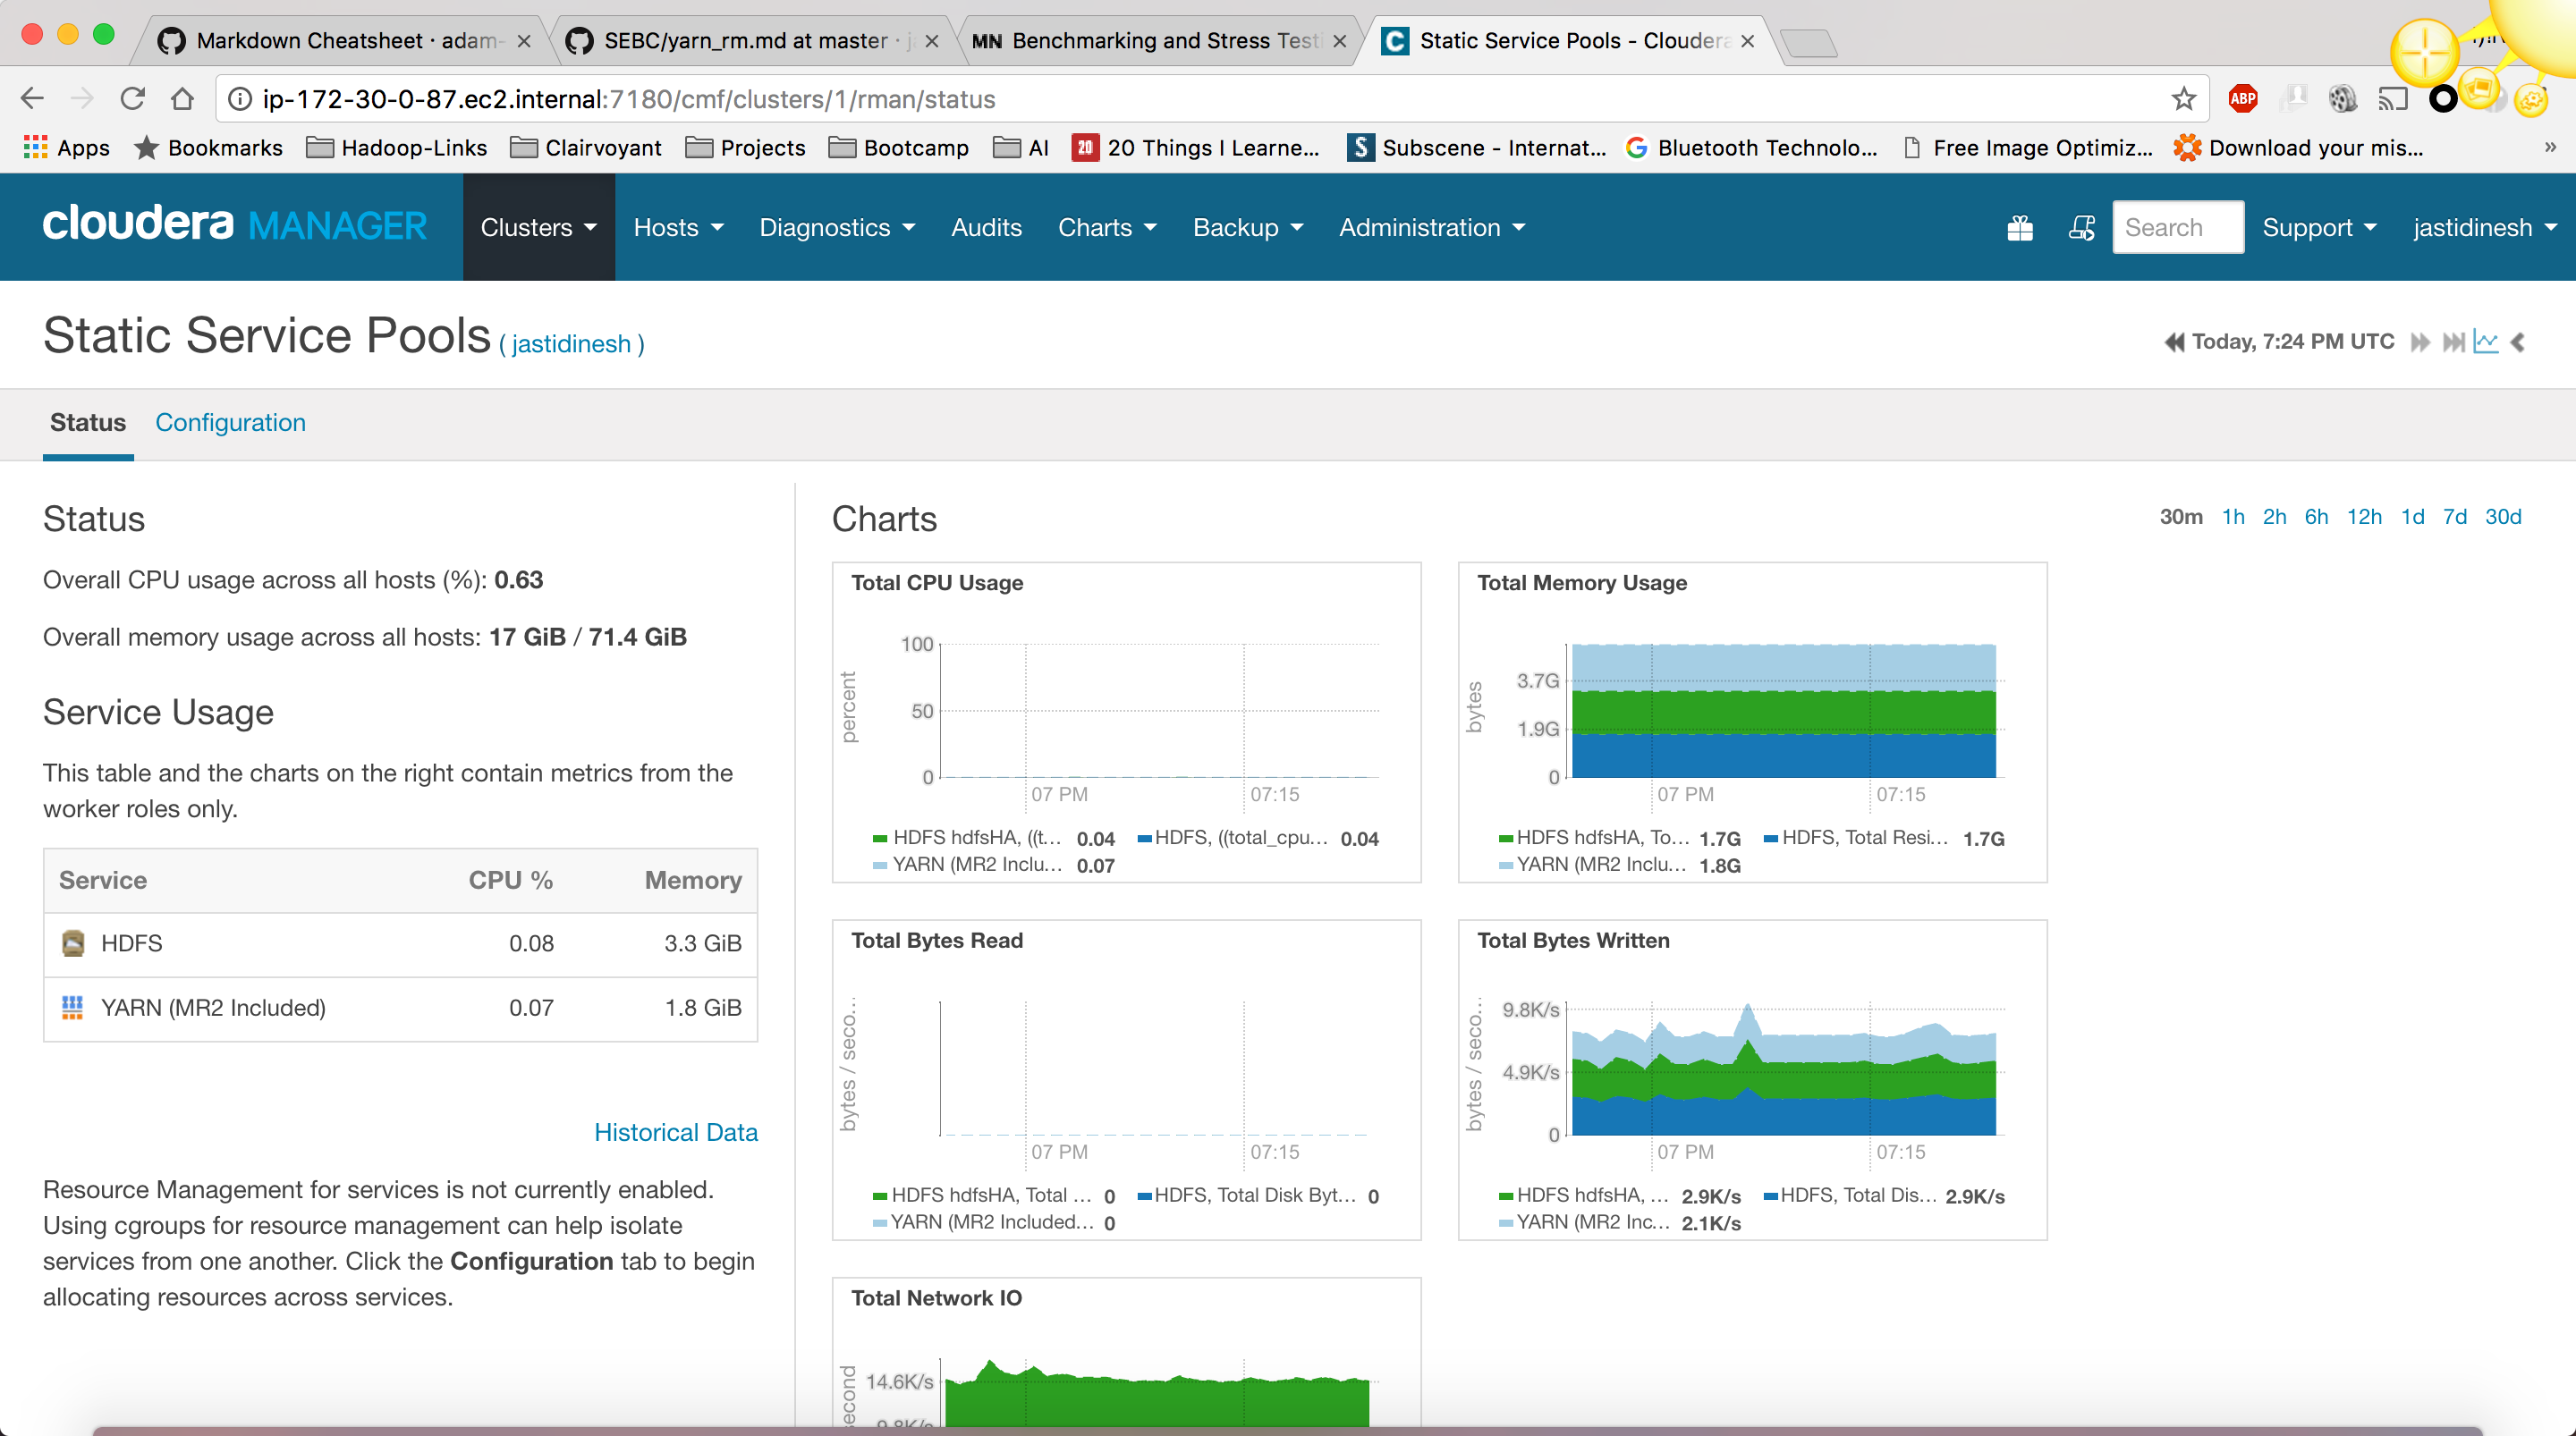 Markdown Cheatsheet · adam-
SEBC/yarn_rm.md at master · j
MN Benchmarking and Stress Testi
C Static Service Pools - Cloudera
ip-172-30-0-87.ec2.internal:7180/cmf/clusters/1/rman/status
ABP
Apps
Bookmarks
Hadoop-Links
Clairvoyant
Projects
Bootcamp
AI
20 20 Things I Learne...
S Subscene - Internat...
G Bluetooth Technolo...
Free Image Optimiz...
Download your mis...
»
cloudera MANAGER
Clusters
Hosts
Diagnostics
Audits
Charts
Backup
Administration
Search
Support
jastidinesh
Static Service Pools ( jastidinesh )
Today, 7:24 PM UTC
Status
Configuration
Status
Overall CPU usage across all hosts (%): 0.63
Overall memory usage across all hosts: 17 GiB / 71.4 GiB
Service Usage
This table and the charts on the right contain metrics from the
worker roles only.
Service CPU % Memory
HDFS 0.08 3.3 GiB
YARN (MR2 Included) 0.07 1.8 GiB
Historical Data
Resource Management for services is not currently enabled.
Using cgroups for resource management can help isolate
services from one another. Click the Configuration tab to begin
allocating resources across services.
Charts
30m 1h 2h 6h 12h 1d 7d 30d
Total CPU Usage
percent
100
50
0
07 PM 07:15
HDFS hdfsHA, ((t... 0.04 HDFS, ((total_cpu... 0.04
YARN (MR2 Inclu... 0.07
Total Memory Usage
bytes
3.7G
1.9G
0
07 PM 07:15
HDFS hdfsHA, To... 1.7G HDFS, Total Resi... 1.7G
YARN (MR2 Inclu... 1.8G
Total Bytes Read
bytes / seco...
07 PM 07:15
HDFS hdfsHA, Total ... 0 HDFS, Total Disk Byt... 0
YARN (MR2 Included... 0
Total Bytes Written
bytes / seco...
9.8K/s
4.9K/s
0
07 PM 07:15
HDFS hdfsHA, ... 2.9K/s HDFS, Total Dis... 2.9K/s
YARN (MR2 Inc... 2.1K/s
Total Network IO
econd
14.6K/s
9.8K/s